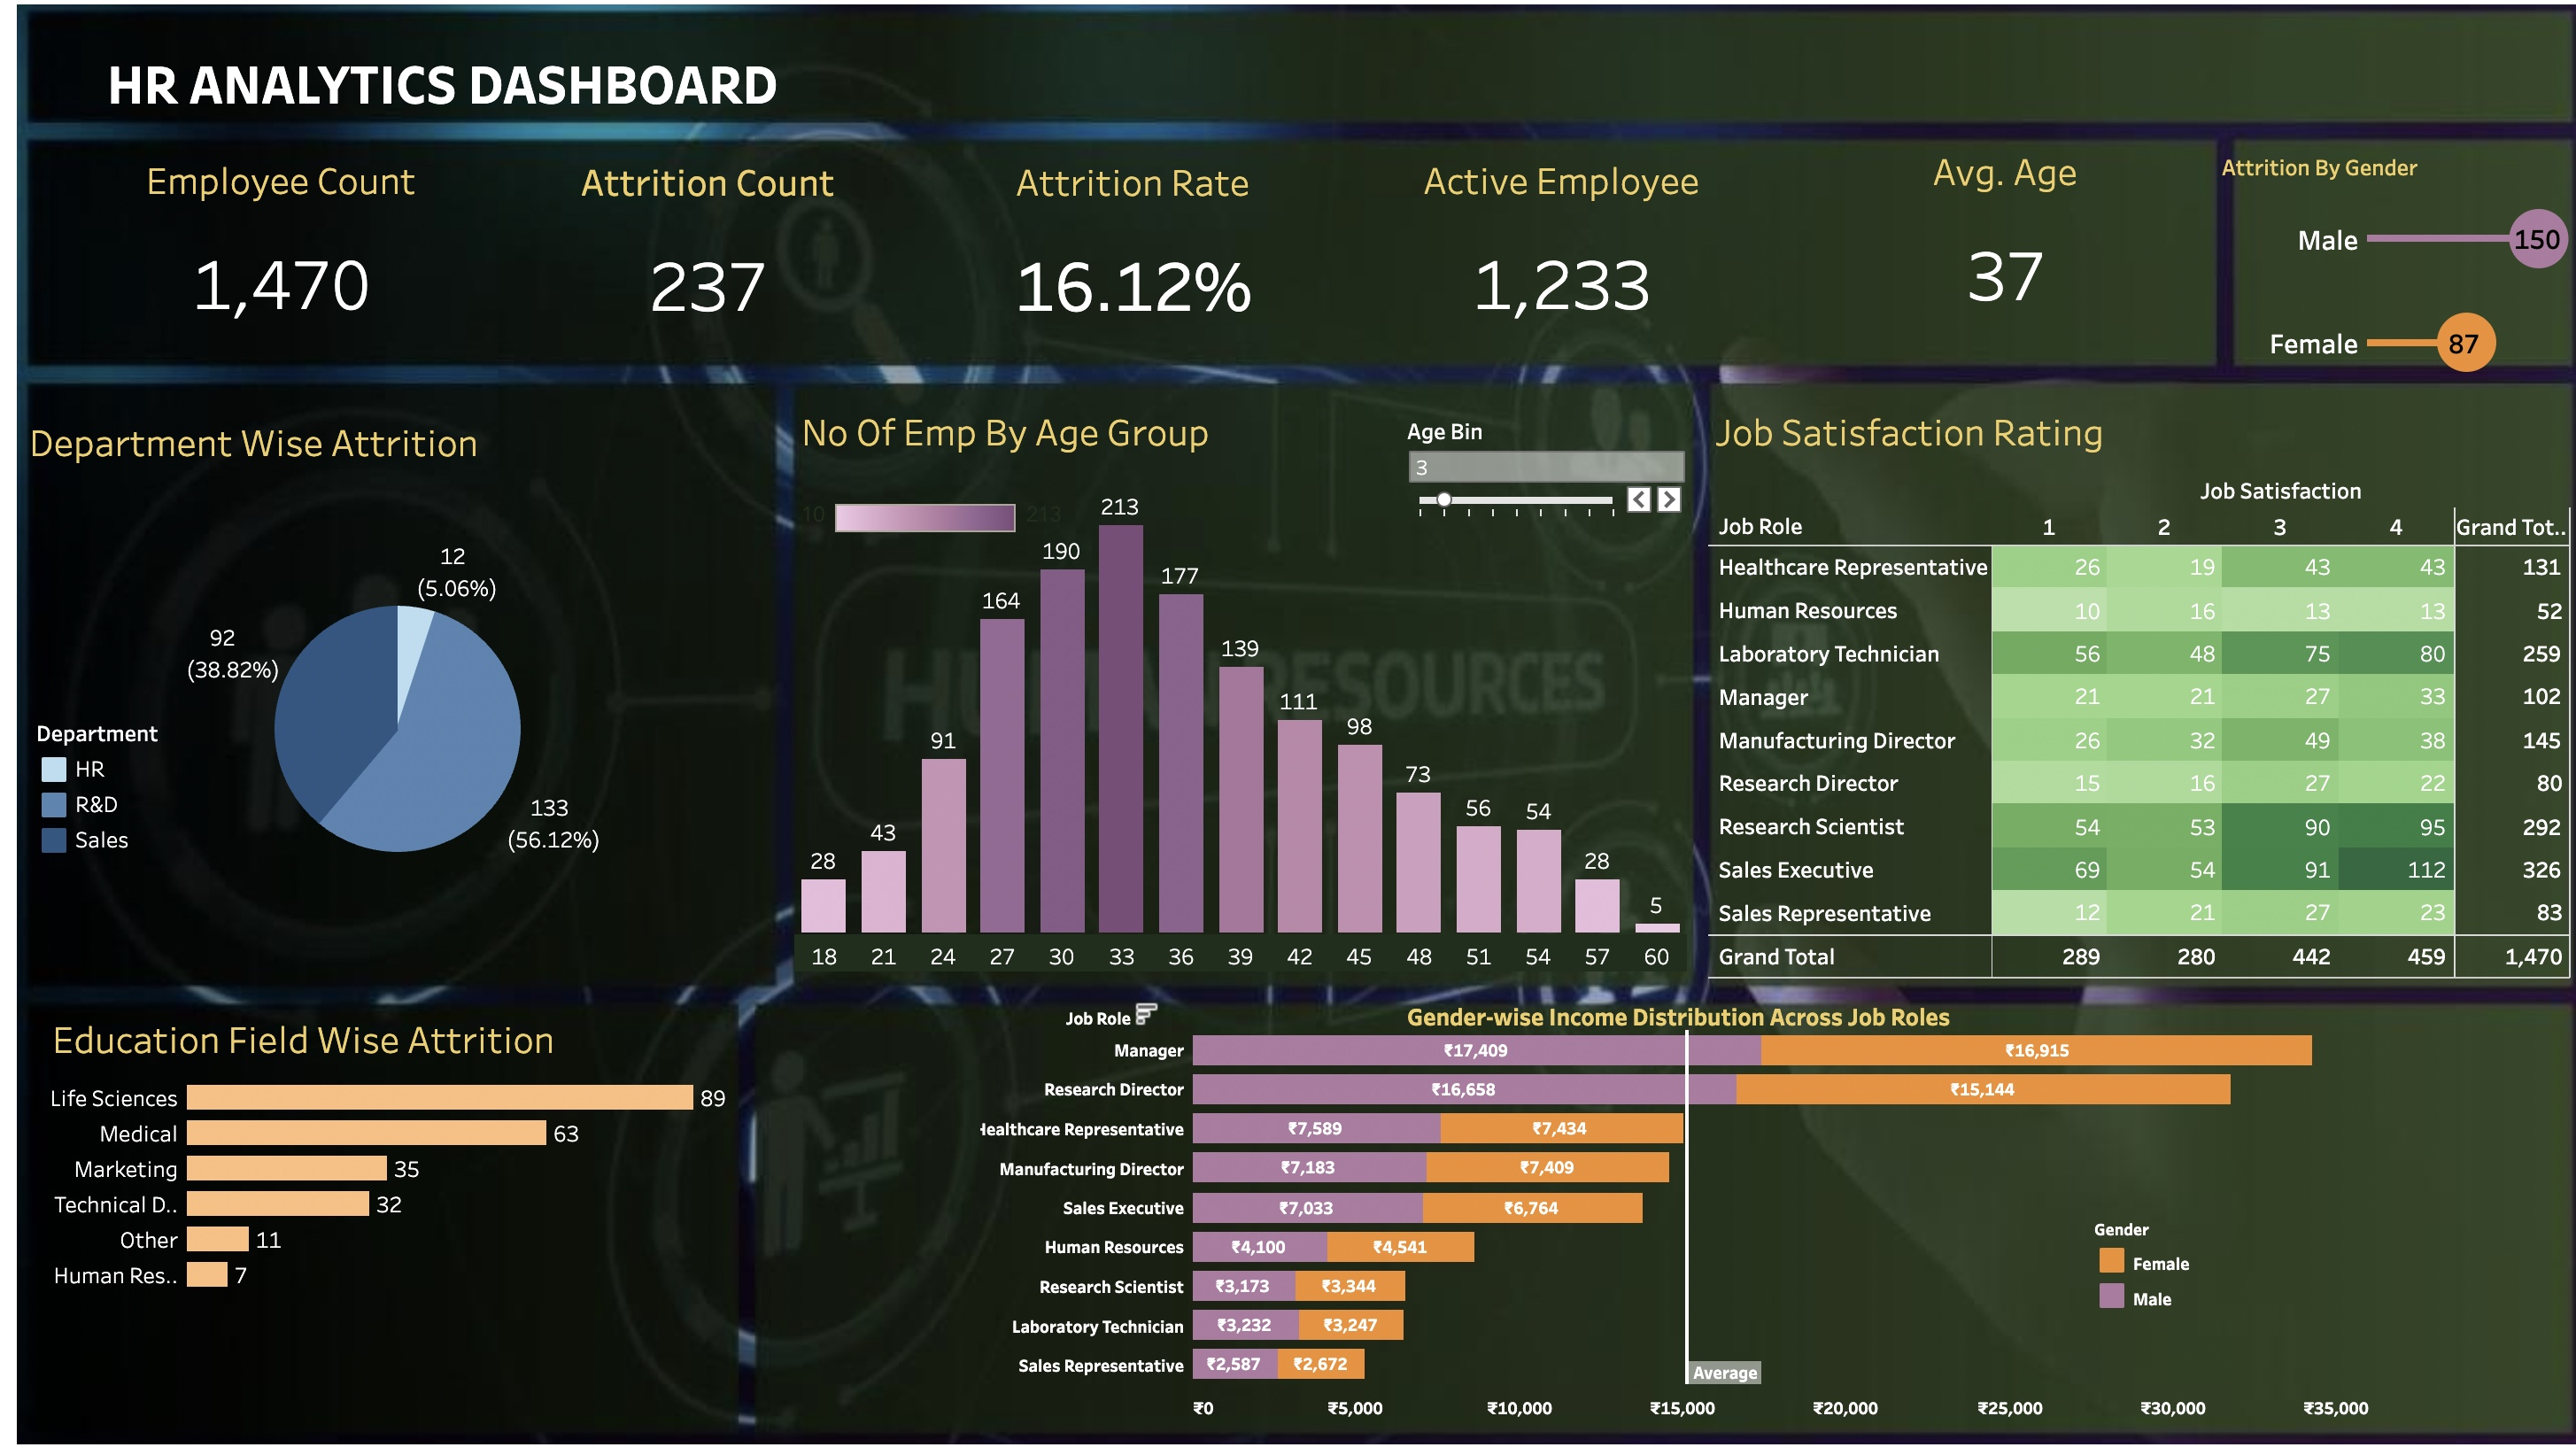 HR ANALYTICS DASHBOARD
Employee Count
1,470
Attrition Count
237
Attrition Rate
16.12%
Active Employee
1,233
Avg. Age
37
Attrition By Gender
Male 150
Female 87
Department Wise Attrition
12
(5.06%)
92
(38.82%)
133
(56.12%)
Department
HR
R&D
Sales
No Of Emp By Age Group
Age Bin
3
10 213
28 43 91 164 190 213 177 139 111 98 73 56 54 28 5
18 21 24 27 30 33 36 39 42 45 48 51 54 57 60
HUMAN RESOURCES
Job Satisfaction Rating
Job Satisfaction
Job Role 1 2 3 4 Grand Tot..
Healthcare Representative 26 19 43 43 131
Human Resources 10 16 13 13 52
Laboratory Technician 56 48 75 80 259
Manager 21 21 27 33 102
Manufacturing Director 26 32 49 38 145
Research Director 15 16 27 22 80
Research Scientist 54 53 90 95 292
Sales Executive 69 54 91 112 326
Sales Representative 12 21 27 23 83
Grand Total 289 280 442 459 1,470
Education Field Wise Attrition
Life Sciences 89
Medical 63
Marketing 35
Technical D.. 32
Other 11
Human Res.. 7
Job Role
Gender-wise Income Distribution Across Job Roles
Manager ₹17,409 ₹16,915
Research Director ₹16,658 ₹15,144
Healthcare Representative ₹7,589 ₹7,434
Manufacturing Director ₹7,183 ₹7,409
Sales Executive ₹7,033 ₹6,764
Human Resources ₹4,100 ₹4,541
Research Scientist ₹3,173 ₹3,344
Laboratory Technician ₹3,232 ₹3,247
Sales Representative ₹2,587 ₹2,672
Average
₹0 ₹5,000 ₹10,000 ₹15,000 ₹20,000 ₹25,000 ₹30,000 ₹35,000
Gender
Female
Male